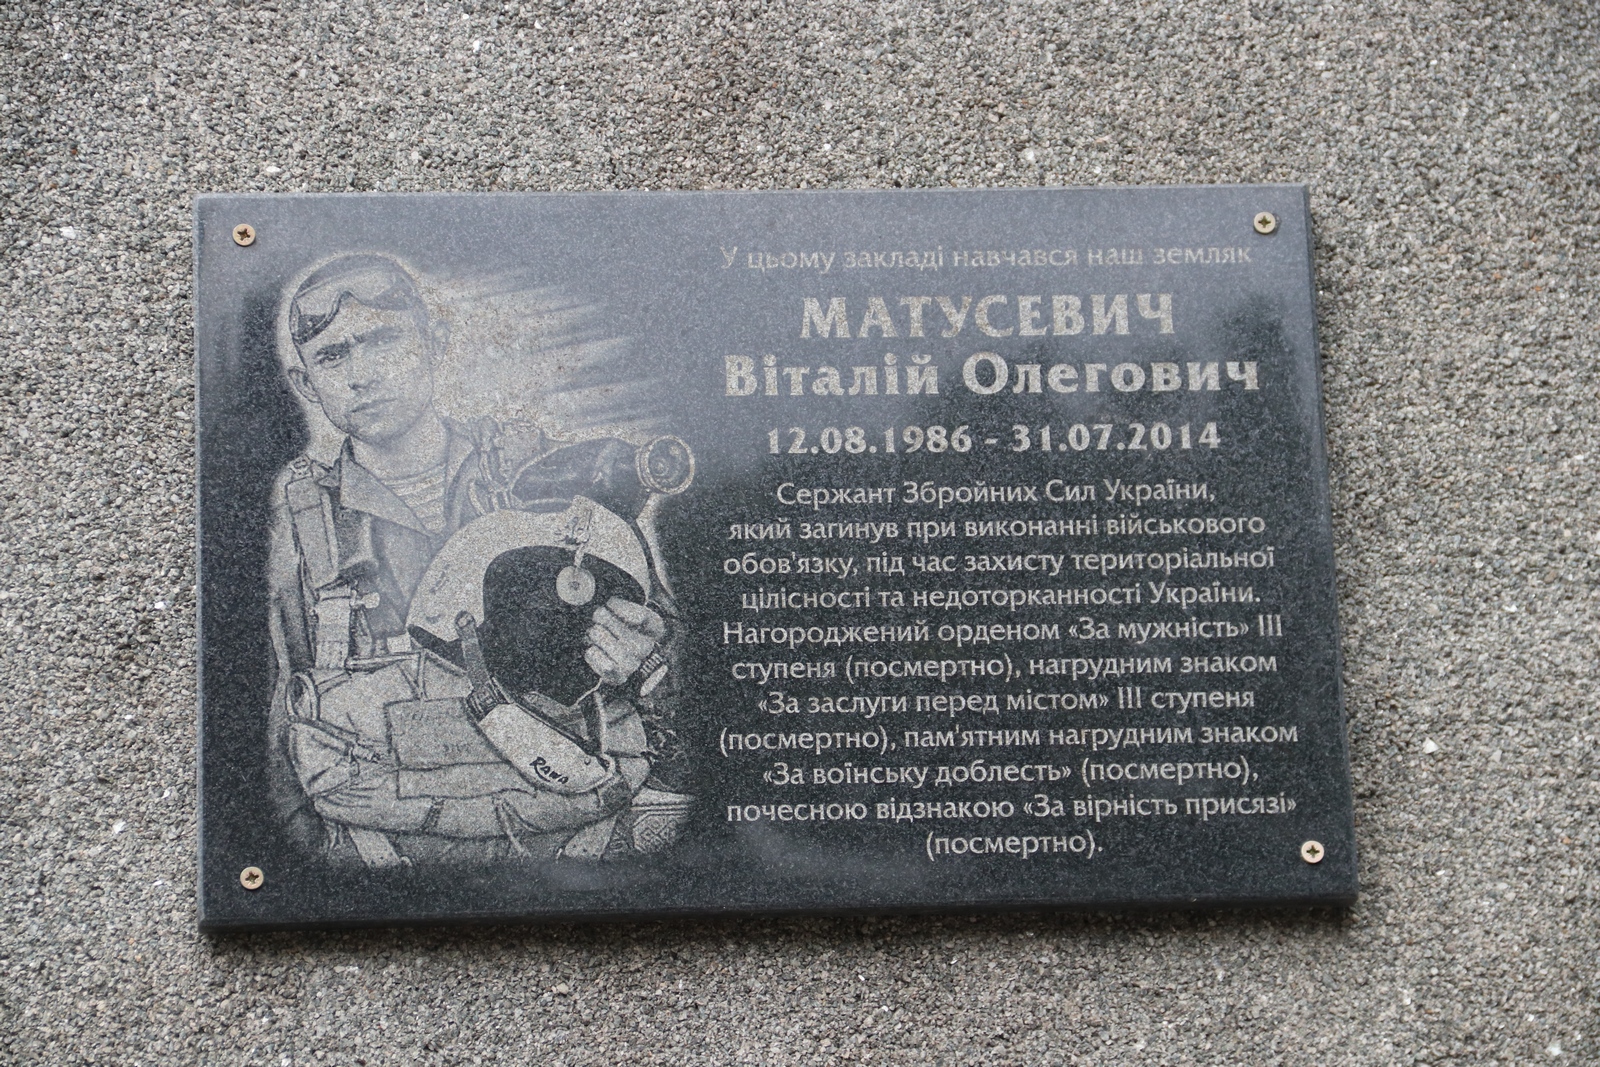 У цьому закладі навчався наш земляк
МАТУСЕВИЧ
Віталій Олегович
12.08.1986 - 31.07.2014
Сержант Збройних Сил України,
який загинув при виконанні військового
обов'язку, під час захисту територіальної
цілісності та недоторканності України.
Нагороджений орденом «За мужність» III
ступеня (посмертно), нагрудним знаком
«За заслуги перед містом» III ступеня
(посмертно), пам'ятним нагрудним знаком
«За воїнську доблесть» (посмертно),
почесною відзнакою «За вірність присязі»
(посмертно).